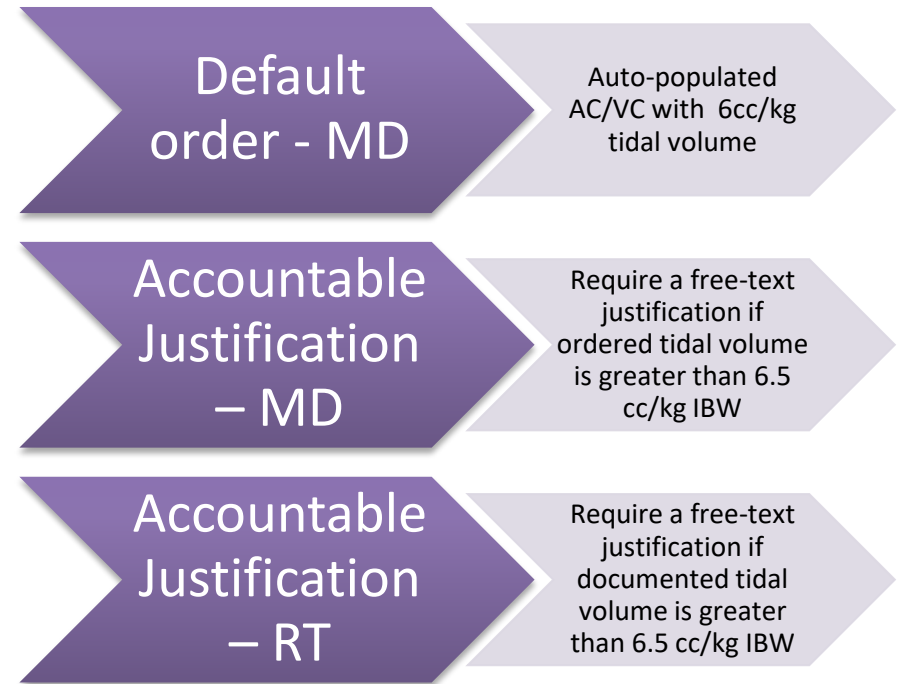 Default
order - MD
Auto-populated
AC/VC with 6cc/kg
tidal volume
Accountable
Justification
– MD
Require a free-text
justification if
ordered tidal volume
is greater than 6.5
cc/kg IBW
Accountable
Justification
– RT
Require a free-text
justification if
documented tidal
volume is greater
than 6.5 cc/kg IBW